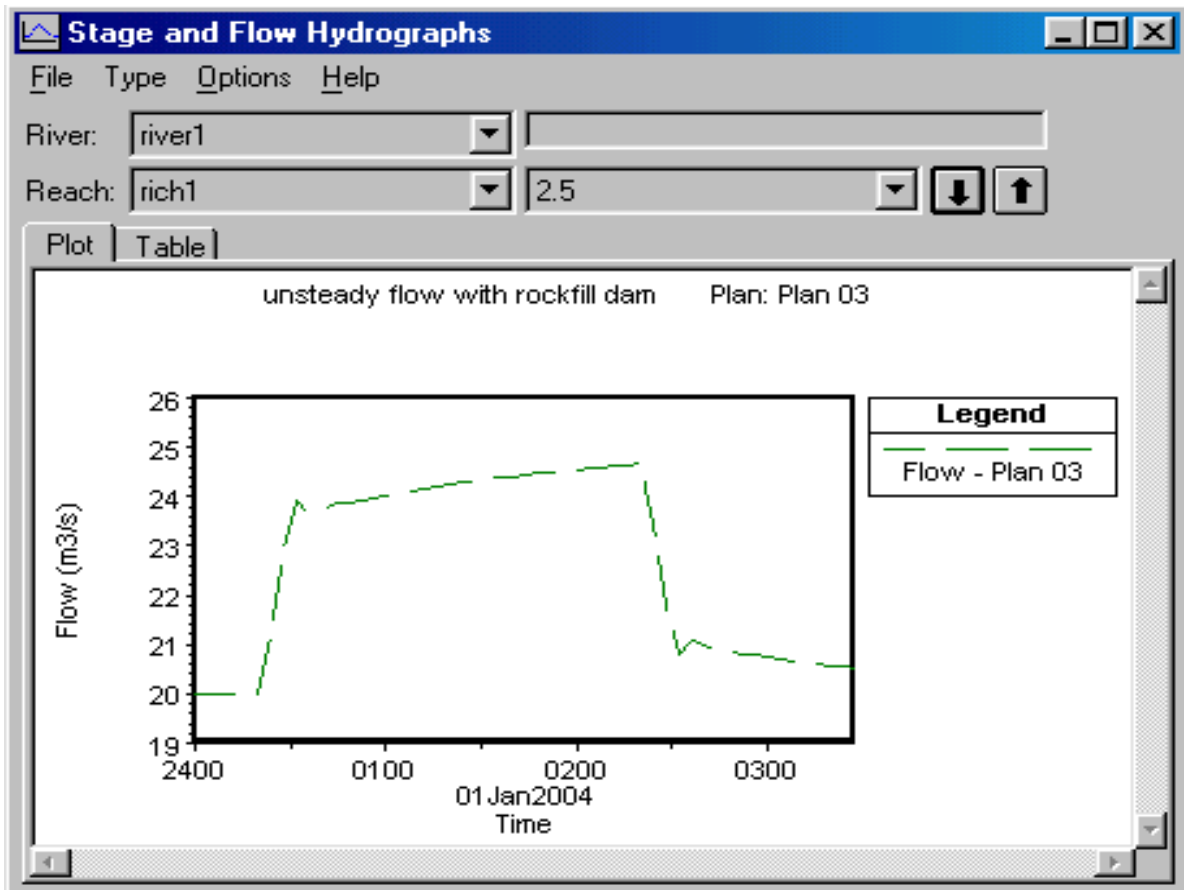 Stage and Flow Hydrographs
File Type Options Help
River: river1
Reach: rich1 2.5
Plot Table
unsteady flow with rockfill dam Plan: Plan 03
26
25
24
23
22
21
20
19
Flow (m3/s)
2400 0100 0200 0300
01Jan2004
Time
Legend
Flow - Plan 03